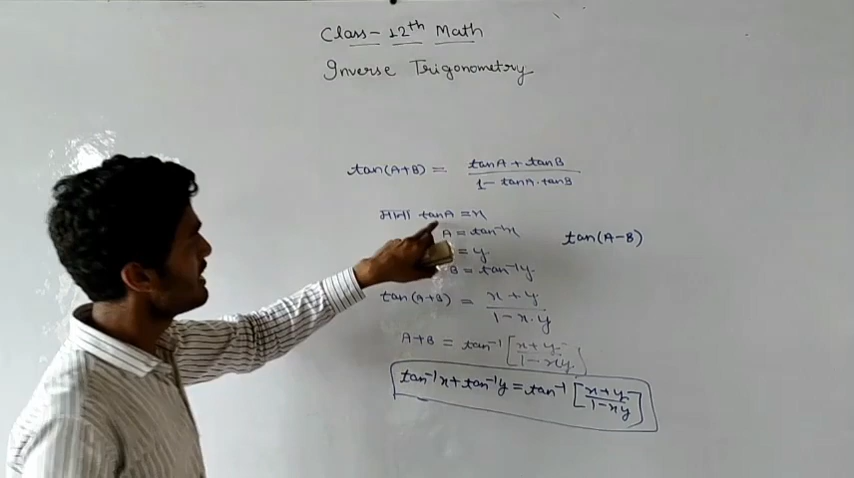 Class- 12th Math
Inverse Trigonometry
tan(A+B) = tanA + tanB / 1- tanA.tanB
माना tanA = x
A = tan⁻¹x
= y
B = tan⁻¹y
tan(A-B)
tan(A+B) = x + y / 1-x.y
A+B = tan⁻¹ [x+y / 1-xy]
tan⁻¹x + tan⁻¹y = tan⁻¹ [x+y / 1-xy]